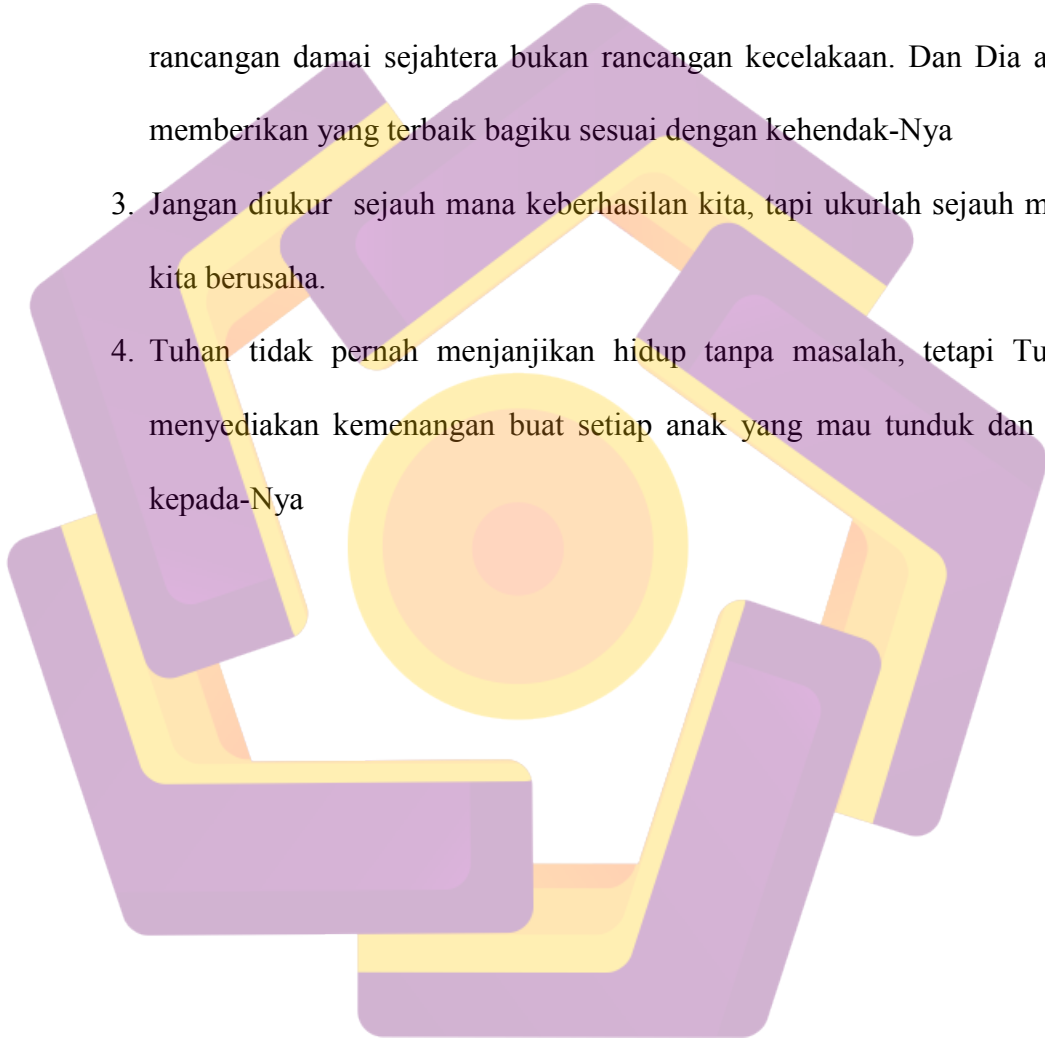 rancangan damai sejahtera bukan rancangan kecelakaan. Dan Dia
memberikan yang terbaik bagiku sesuai dengan kehendak-Nya
3. Jangan diukur sejauh mana keberhasilan kita, tapi ukurlah sejauh
kita berusaha.
4. Tuhan tidak pernah menjanjikan hidup tanpa masalah, tetapi
menyediakan kemenangan buat setiap anak yang mau tunduk dan
kepada-Nya